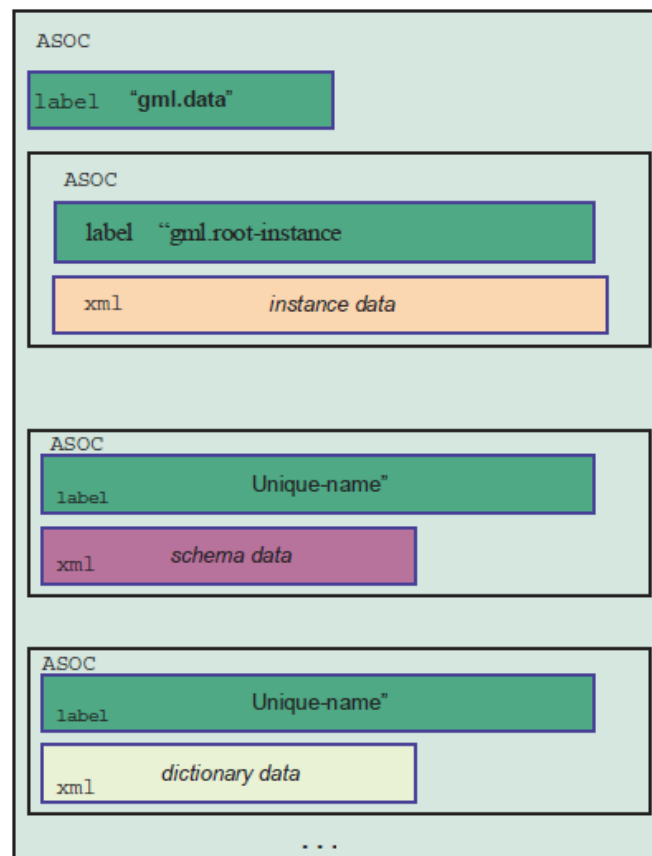 ASOC
label “gml.data”
ASOC
label “gml.root-instance
xml instance data
ASOC
label Unique-name”
xml schema data
ASOC
label Unique-name”
xml dictionary data
...